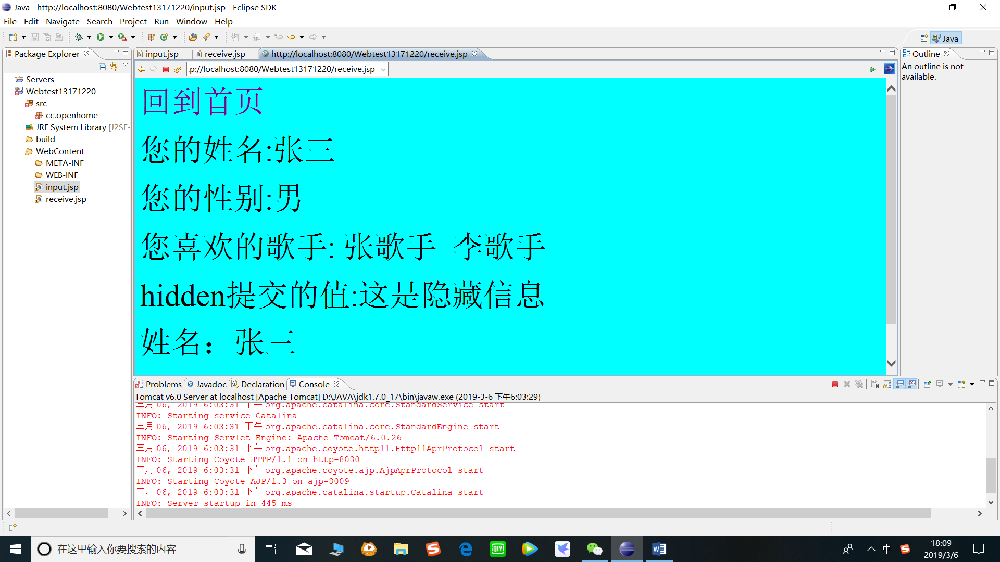 Java - http://localhost:8080/Webtest13171220/input.jsp - Eclipse SDK
File Edit Navigate Search Project Run Window Help
Java
Package Explorer
input.jsp
receive.jsp
http://localhost:8080/Webtest13171220/receive.jsp
Outline
:p://localhost:8080/Webtest13171220/receive.jsp
An outline is not
available.
Servers
Webtest13171220
src
cc.openhome
JRE System Library [J2SE-
build
WebContent
META-INF
WEB-INF
input.jsp
receive.jsp
回到首页
您的姓名:张三
您的性别:男
您喜欢的歌手: 张歌手 李歌手
hidden提交的值:这是隐藏信息
姓名：张三
Problems @ Javadoc Declaration Console
Tomcat v6.0 Server at localhost [Apache Tomcat] D:\JAVA\jdk1.7.0_17\bin\javaw.exe (2019-3-6 下午6:03:29)
三月 06, 2019 6:03:31 下午 org.apache.catalina.core.StandardService start
INFO: Starting service Catalina
三月 06, 2019 6:03:31 下午 org.apache.catalina.core.StandardEngine start
INFO: Starting Servlet Engine: Apache Tomcat/6.0.26
三月 06, 2019 6:03:31 下午 org.apache.coyote.http11.Http11AprProtocol start
INFO: Starting Coyote HTTP/1.1 on http-8080
三月 06, 2019 6:03:31 下午 org.apache.coyote.ajp.AjpAprProtocol start
INFO: Starting Coyote AJP/1.3 on ajp-8009
三月 06, 2019 6:03:31 下午 org.apache.catalina.startup.Catalina start
INFO: Server startup in 445 ms
在这里输入你要搜索的内容
中
18:09
2019/3/6